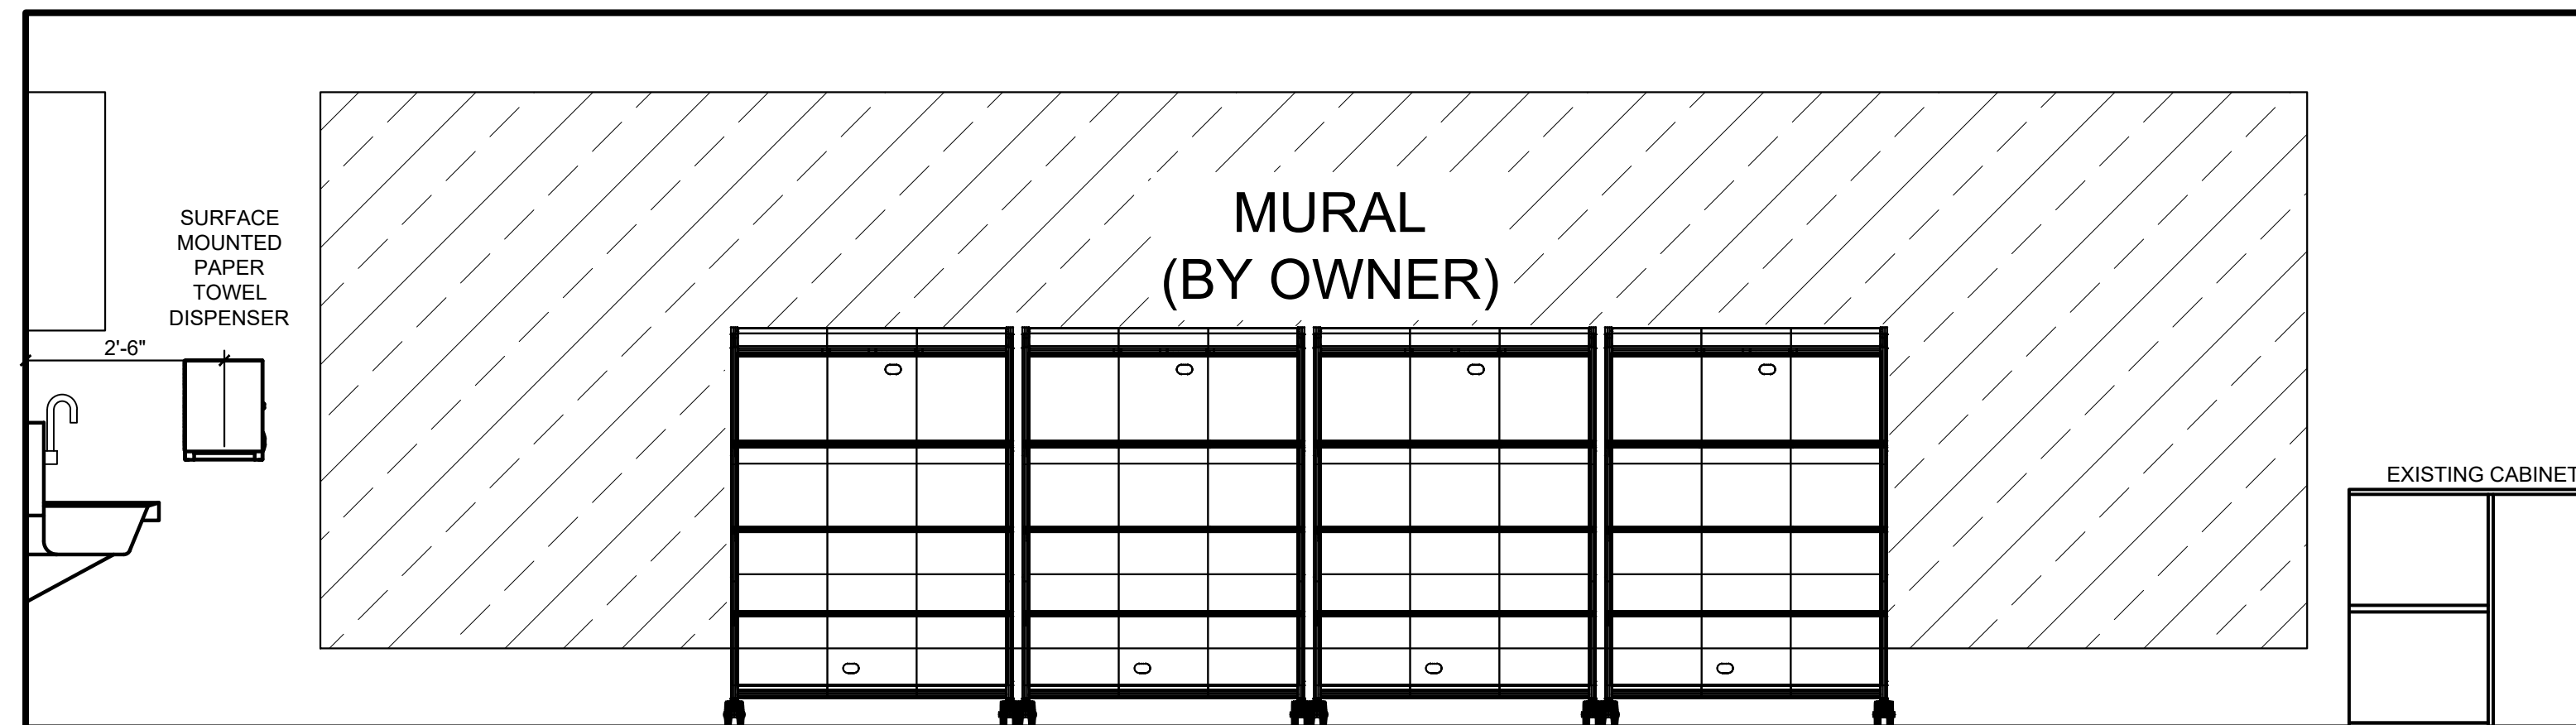 SURFACE
MOUNTED
PAPER
TOWEL
DISPENSER
2'-6"
MURAL
(BY OWNER)
EXISTING CABINET